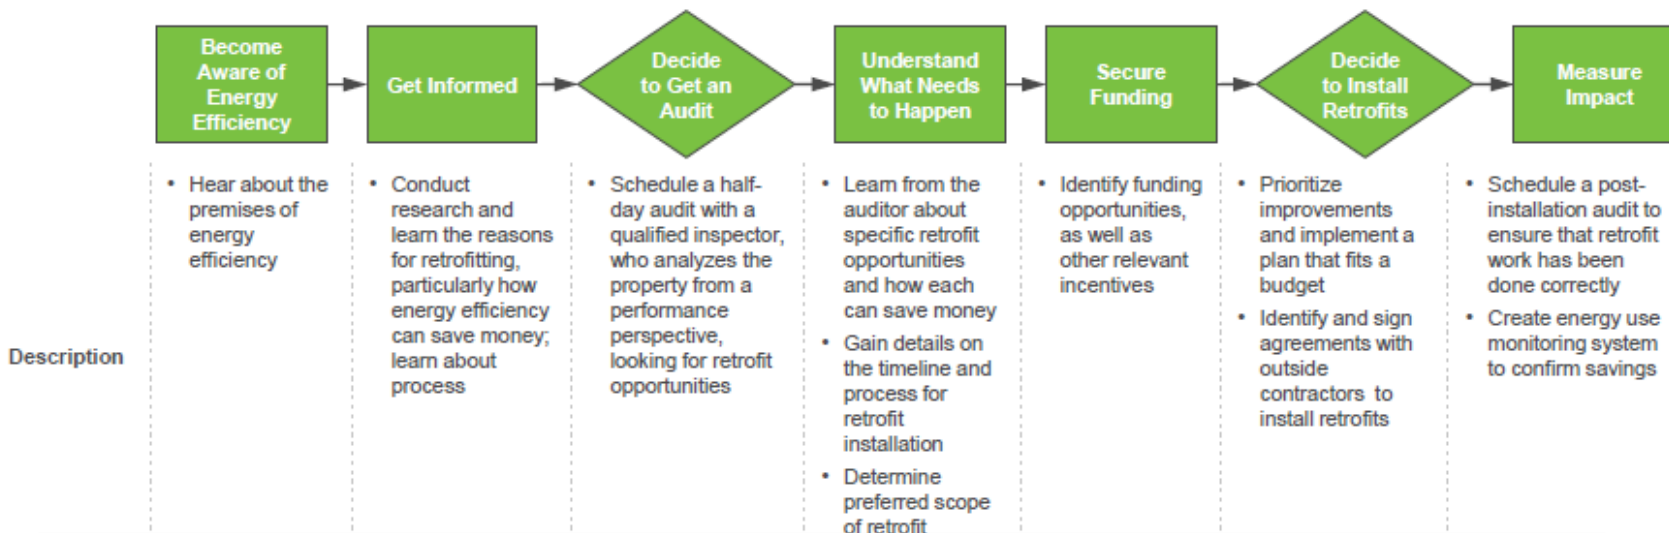 Become
Aware of
Energy
Efficiency
Get Informed
Decide
to Get an
Audit
Understand
What Needs
to Happen
Secure
Funding
Decide
to Install
Retrofits
Measure
Impact
Description
• Hear about the
premises of
energy
efficiency
• Conduct
research and
learn the reasons
for retrofitting,
particularly how
energy efficiency
can save money;
learn about
process
• Schedule a half-
day audit with a
qualified inspector,
who analyzes the
property from a
performance
perspective,
looking for retrofit
opportunities
• Learn from the
auditor about
specific retrofit
opportunities
and how each
can save money
• Gain details on
the timeline and
process for
retrofit
installation
• Determine
preferred scope
of retrofit
• Identify funding
opportunities,
as well as
other relevant
incentives
• Prioritize
improvements
and implement a
plan that fits a
budget
• Identify and sign
agreements with
outside
contractors to
install retrofits
• Schedule a post-
installation audit to
ensure that retrofit
work has been
done correctly
• Create energy use
monitoring system
to confirm savings